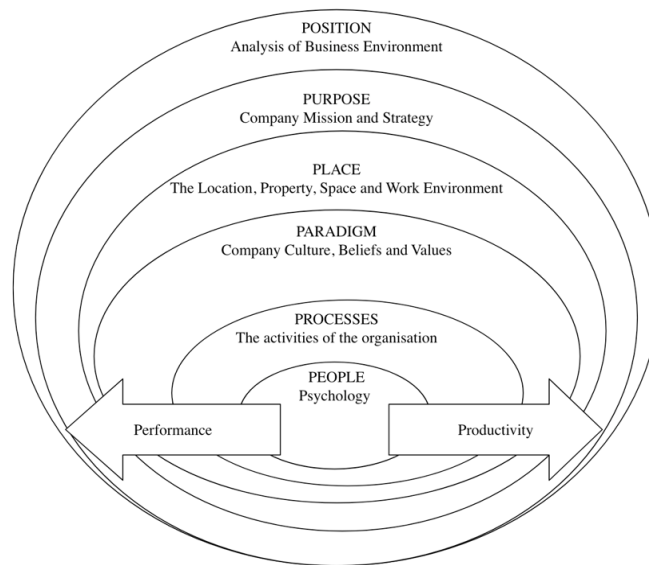 POSITION
Analysis of Business Environment
PURPOSE
Company Mission and Strategy
PLACE
The Location, Property, Space and Work Environment
PARADIGM
Company Culture, Beliefs and Values
PROCESSES
The activities of the organisation
PEOPLE
Psychology
Performance
Productivity